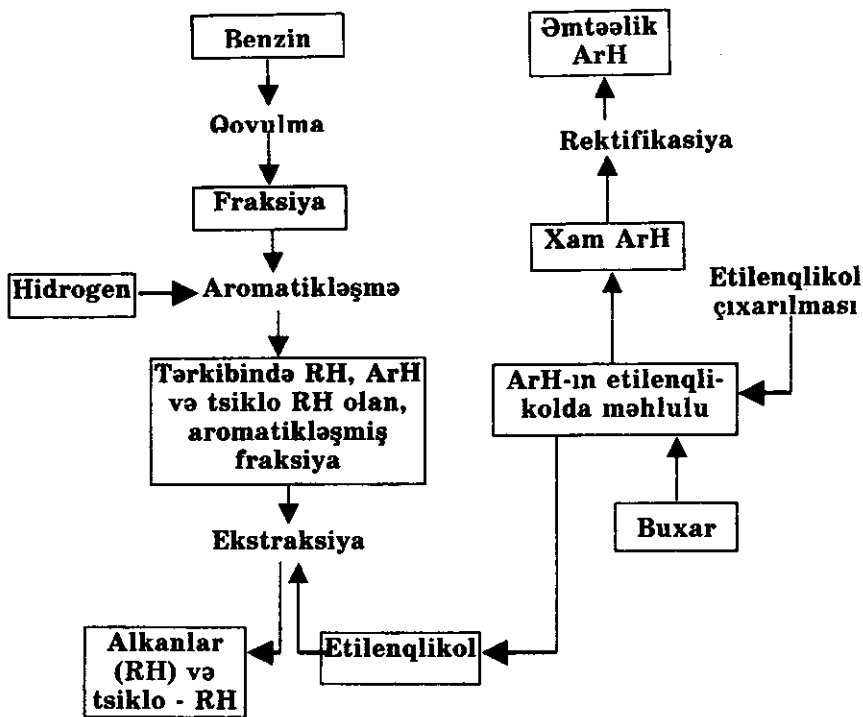 Benzin
Qovulma
Fraksiya
Hidrogen
Aromatikləşmə
Tərkibində RH, ArH
və tsiklo RH olan,
aromatikləşmiş
fraksiya
Ekstraksiya
Alkanlar
(RH) və
tsiklo - RH
Etilenqlikol
Əmtəəlik
ArH
Rektifikasiya
Xam ArH
Etilenqlikol
çıxarılması
ArH-ın etilenqli-
kolda məhlulu
Buxar